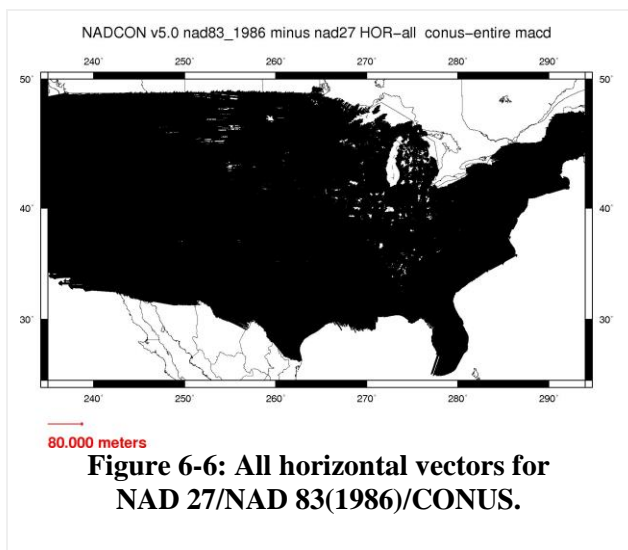 NADCON v5.0 nad83_1986 minus nad27 HOR-all conus-entire macd
240˚ 250˚ 260˚ 270˚ 280˚ 290˚
50˚ 50˚
40˚ 40˚
30˚ 30˚
240˚ 250˚ 260˚ 270˚ 280˚ 290˚
80.000 meters
Figure 6-6: All horizontal vectors for
NAD 27/NAD 83(1986)/CONUS.